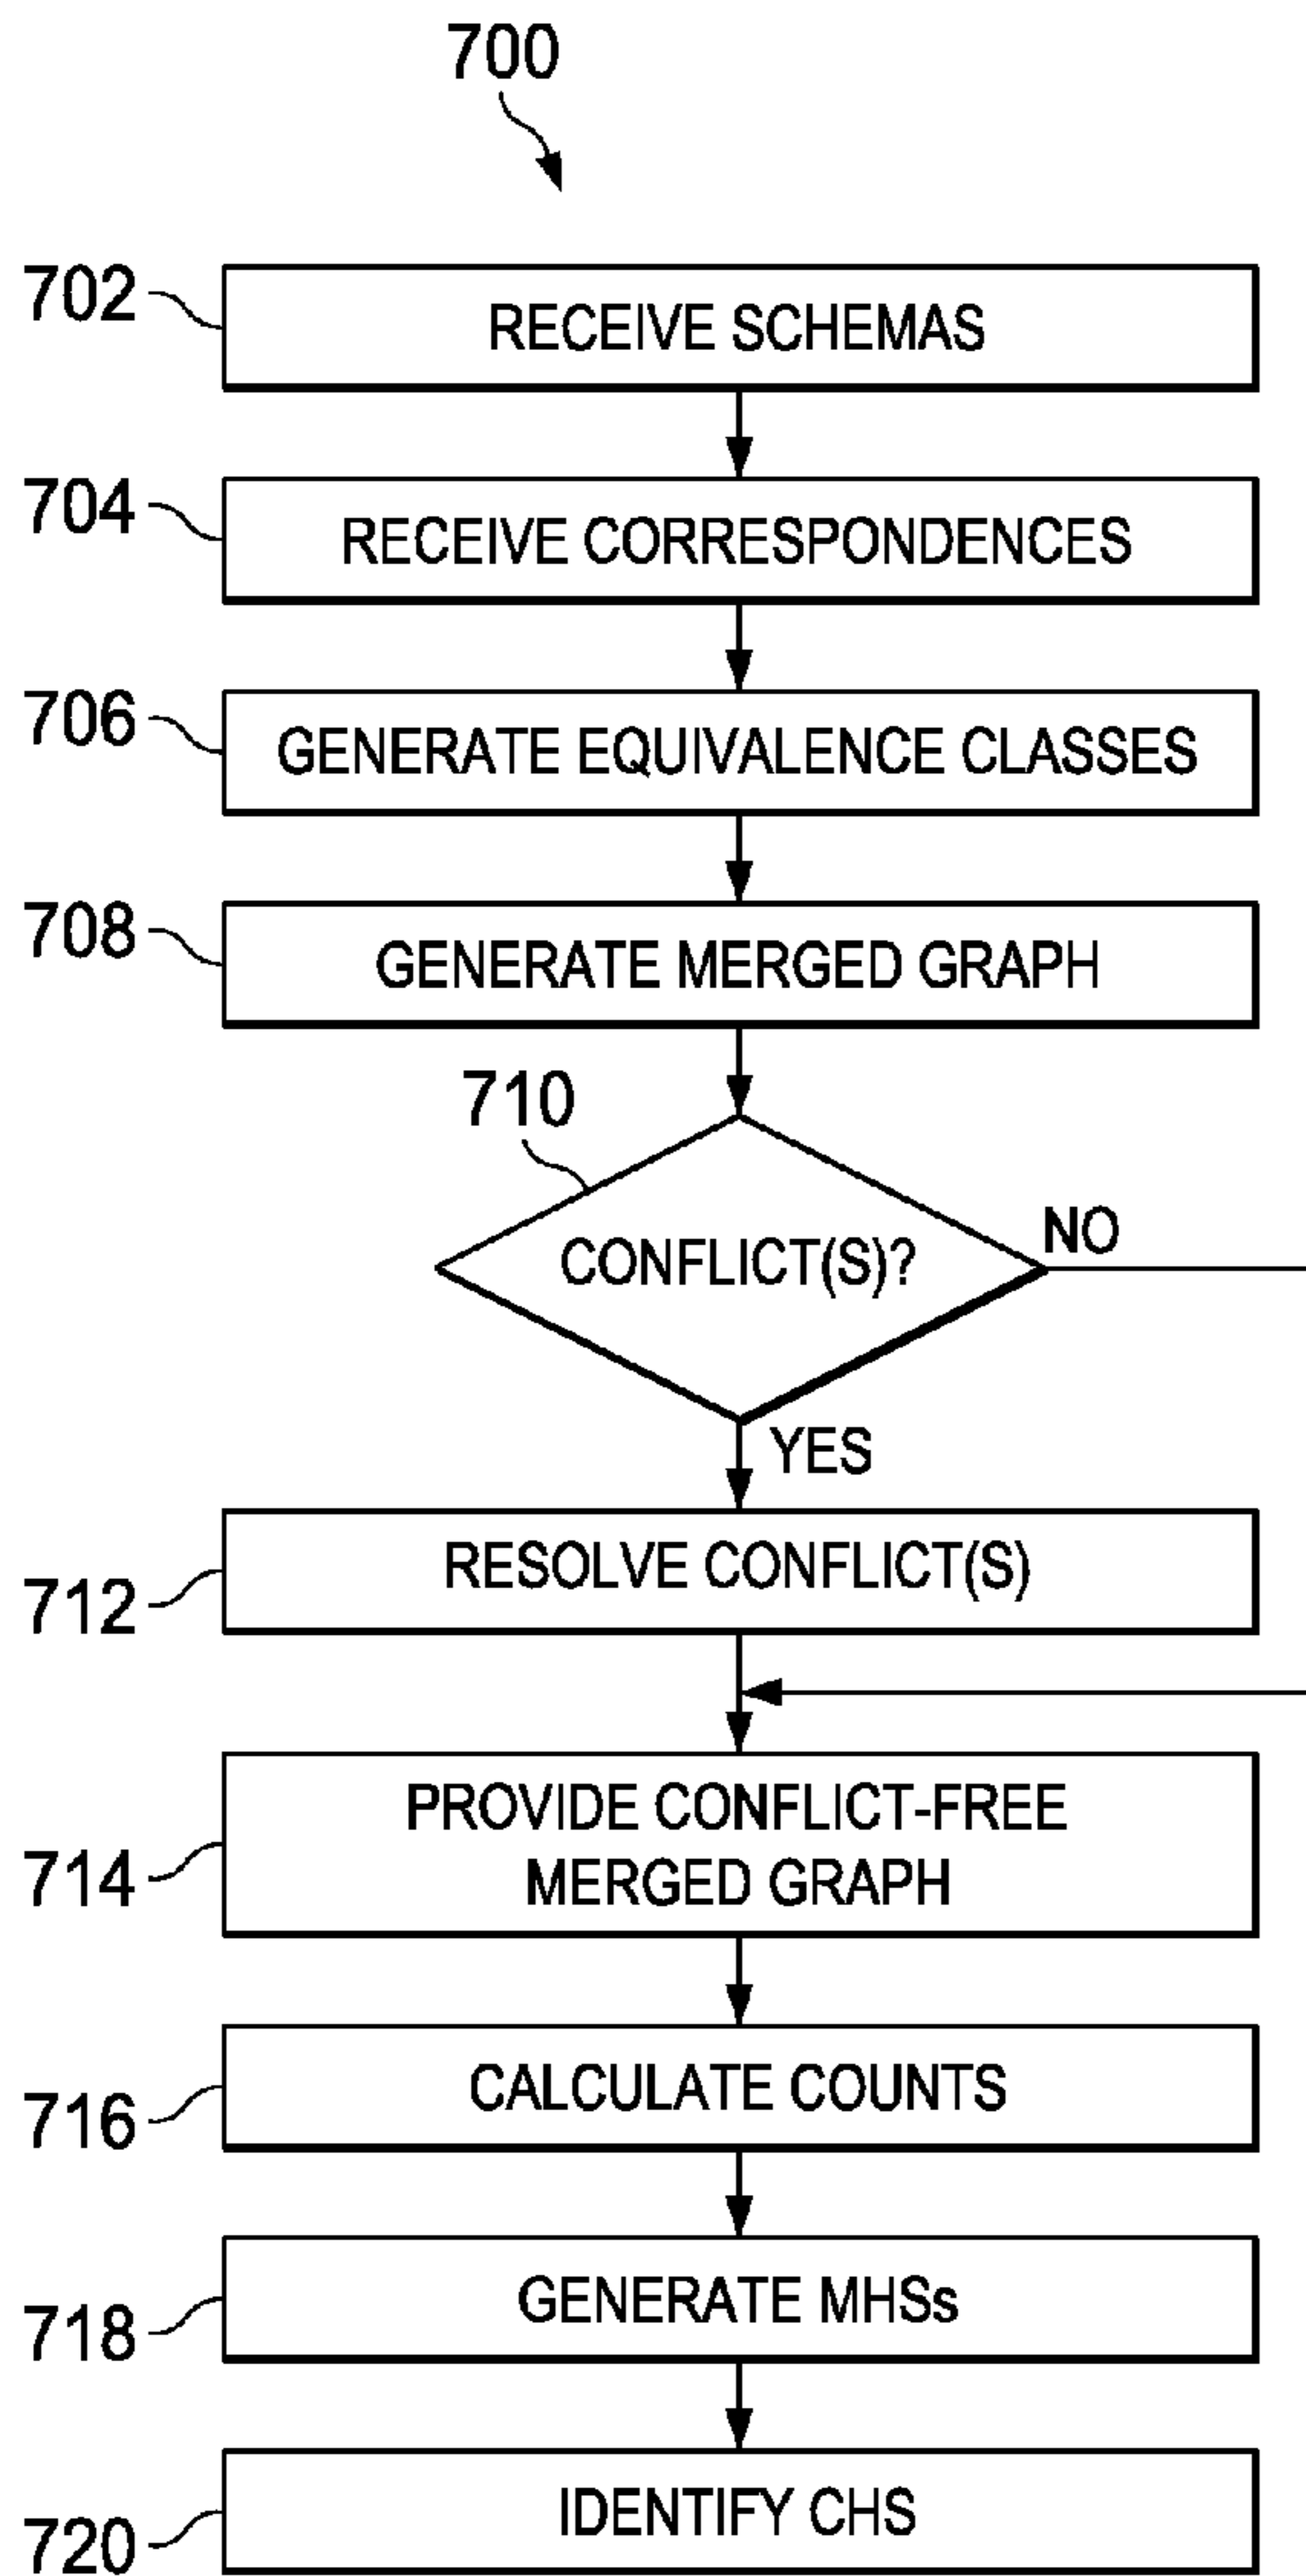 700
702
RECEIVE SCHEMAS
704
RECEIVE CORRESPONDENCES
706
GENERATE EQUIVALENCE CLASSES
708
GENERATE MERGED GRAPH
710
CONFLICT(S)?
NO
YES
RESOLVE CONFLICT(S)
712
PROVIDE CONFLICT-FREE
MERGED GRAPH
714
CALCULATE COUNTS
716
GENERATE MHSs
718
IDENTIFY CHS
720